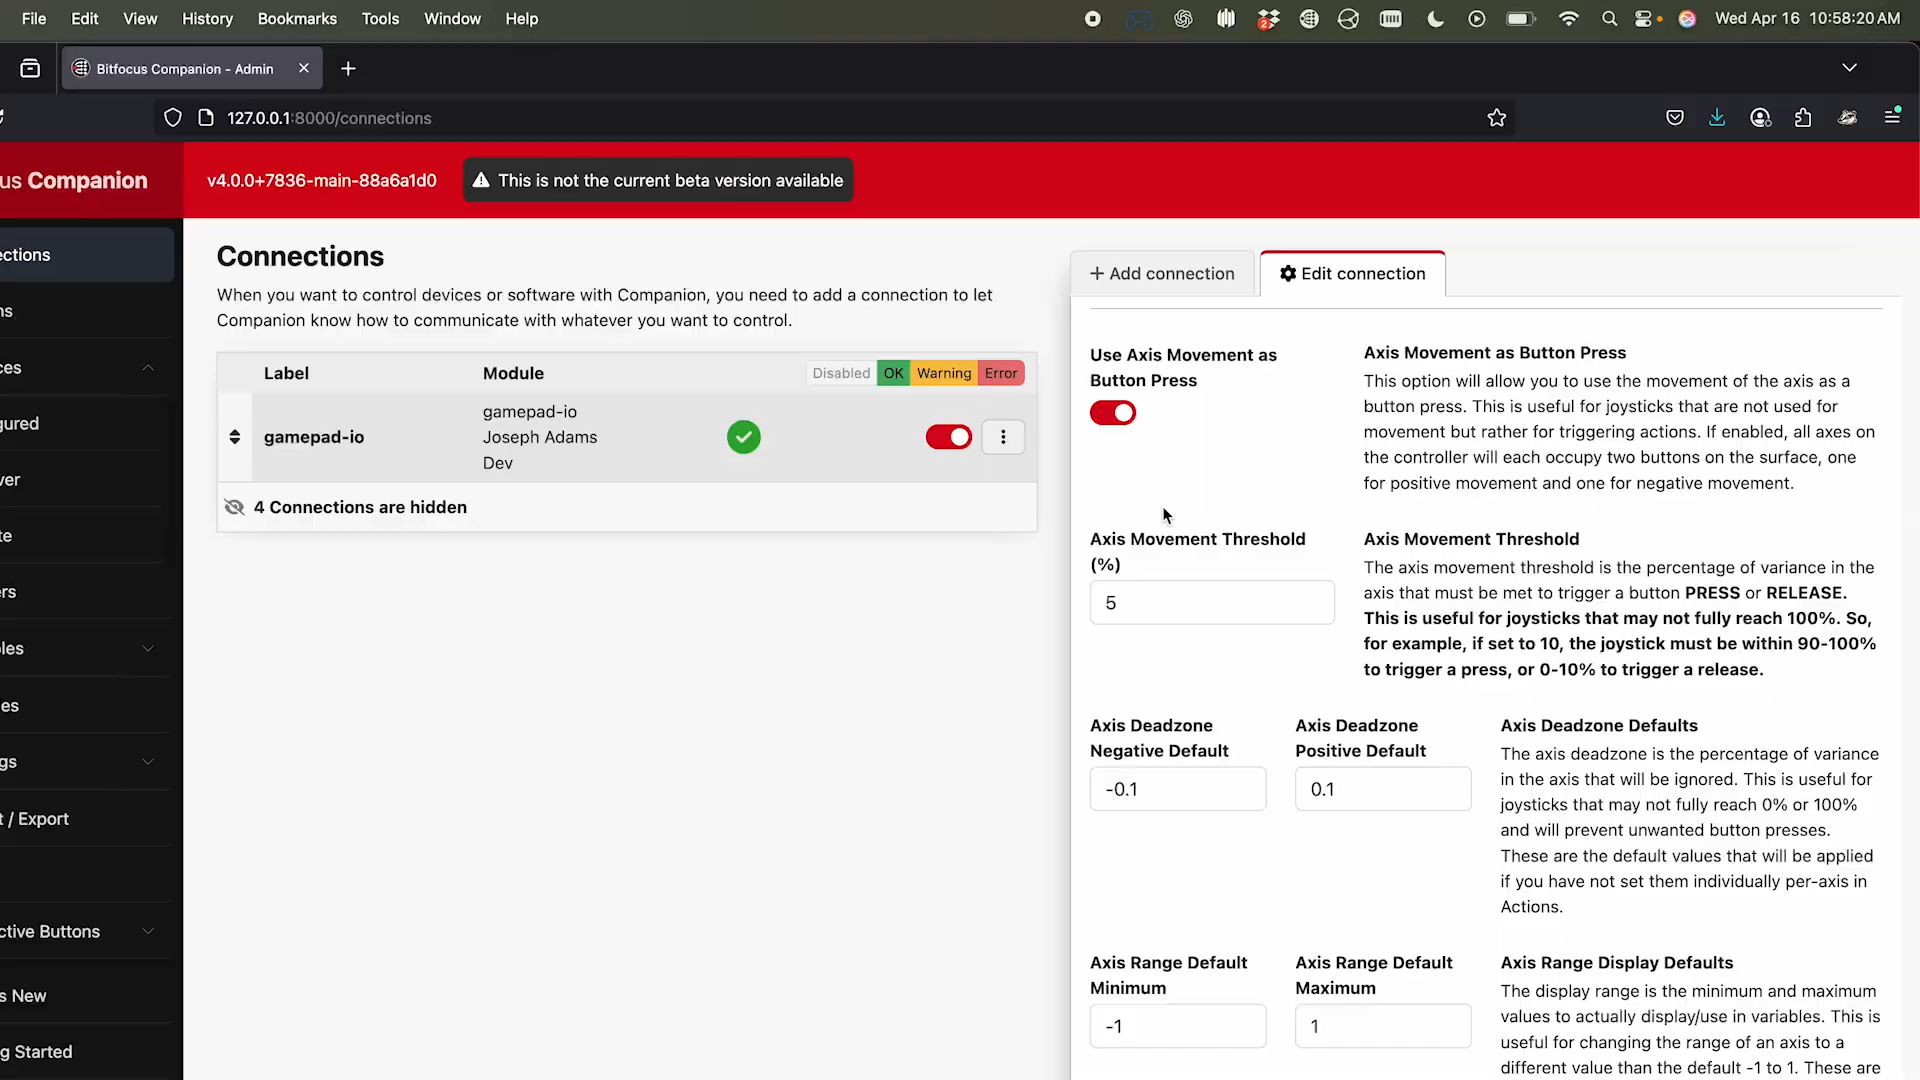 File Edit View History Bookmarks Tools Window Help
2
Wed Apr 16 10:58:20 AM
Bitfocus Companion - Admin
127.0.0.1:8000/connections
us Companion
v4.0.0+7836-main-88a6a1d0
This is not the current beta version available
ections
ns
ces
gured
ver
te
ers
les
es
gs
t / Export
ctive Buttons
s New
g Started
Connections
When you want to control devices or software with Companion, you need to add a connection to let
Companion know how to communicate with whatever you want to control.
Label Module Disabled OK Warning Error
gamepad-io
gamepad-io
Joseph Adams
Dev
4 Connections are hidden
+ Add connection
Edit connection
Use Axis Movement as
Button Press
Axis Movement as Button Press
This option will allow you to use the movement of the axis as a
button press. This is useful for joysticks that are not used for
movement but rather for triggering actions. If enabled, all axes on
the controller will each occupy two buttons on the surface, one
for positive movement and one for negative movement.
Axis Movement Threshold
(%)
5
Axis Movement Threshold
The axis movement threshold is the percentage of variance in the
axis that must be met to trigger a button PRESS or RELEASE.
This is useful for joysticks that may not fully reach 100%. So,
for example, if set to 10, the joystick must be within 90-100%
to trigger a press, or 0-10% to trigger a release.
Axis Deadzone
Negative Default
-0.1
Axis Deadzone
Positive Default
0.1
Axis Deadzone Defaults
The axis deadzone is the percentage of variance
in the axis that will be ignored. This is useful for
joysticks that may not fully reach 0% or 100%
and will prevent unwanted button presses.
These are the default values that will be applied
if you have not set them individually per-axis in
Actions.
Axis Range Default
Minimum
-1
Axis Range Default
Maximum
1
Axis Range Display Defaults
The display range is the minimum and maximum
values to actually display/use in variables. This is
useful for changing the range of an axis to a
different value than the default -1 to 1. These are